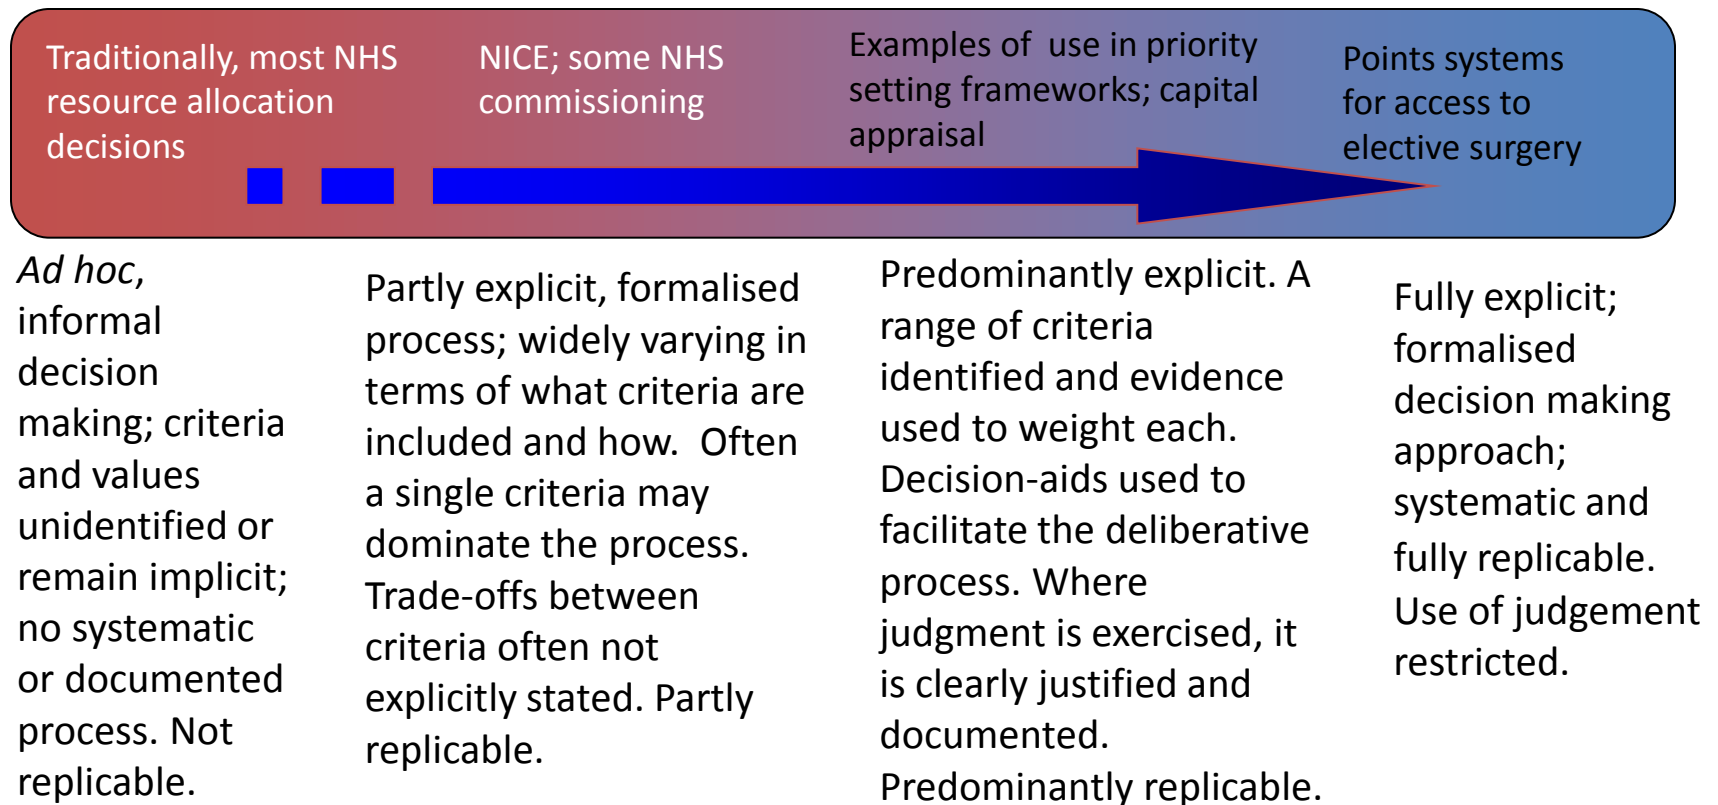 Traditionally, most NHS
resource allocation
decisions
NICE; some NHS
commissioning
Examples of  use in priority
setting frameworks; capital
appraisal
Points systems
for access to
elective surgery
Ad hoc,
informal
decision
making; criteria
and values
unidentified or
remain implicit;
no systematic
or documented
process. Not
replicable.
Partly explicit, formalised
process; widely varying in
terms of what criteria are
included and how.  Often
a single criteria may
dominate the process.
Trade-offs between
criteria often not
explicitly stated. Partly
replicable.
Predominantly explicit. A
range of criteria
identified and evidence
used to weight each.
Decision-aids used to
facilitate the deliberative
process. Where
judgment is exercised, it
is clearly justified and
documented.
Predominantly replicable.
Fully explicit;
formalised
decision making
approach;
systematic and
fully replicable.
Use of judgement
restricted.